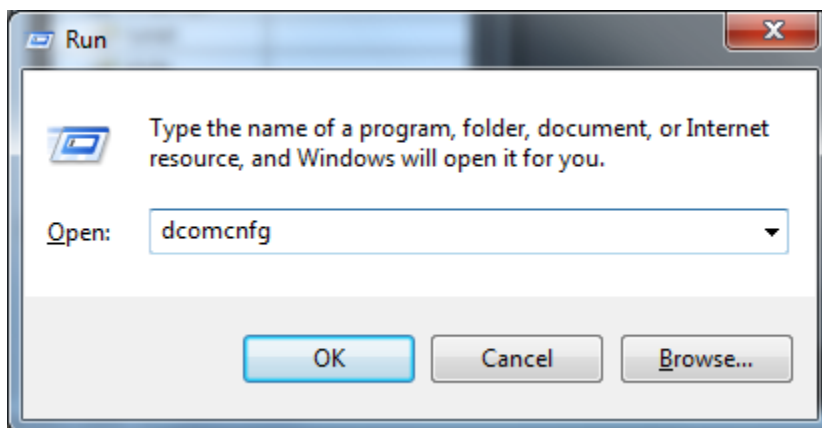 Run
Type the name of a program, folder, document, or Internet
resource, and Windows will open it for you.
Open: dcomcnfg
OK Cancel Browse...